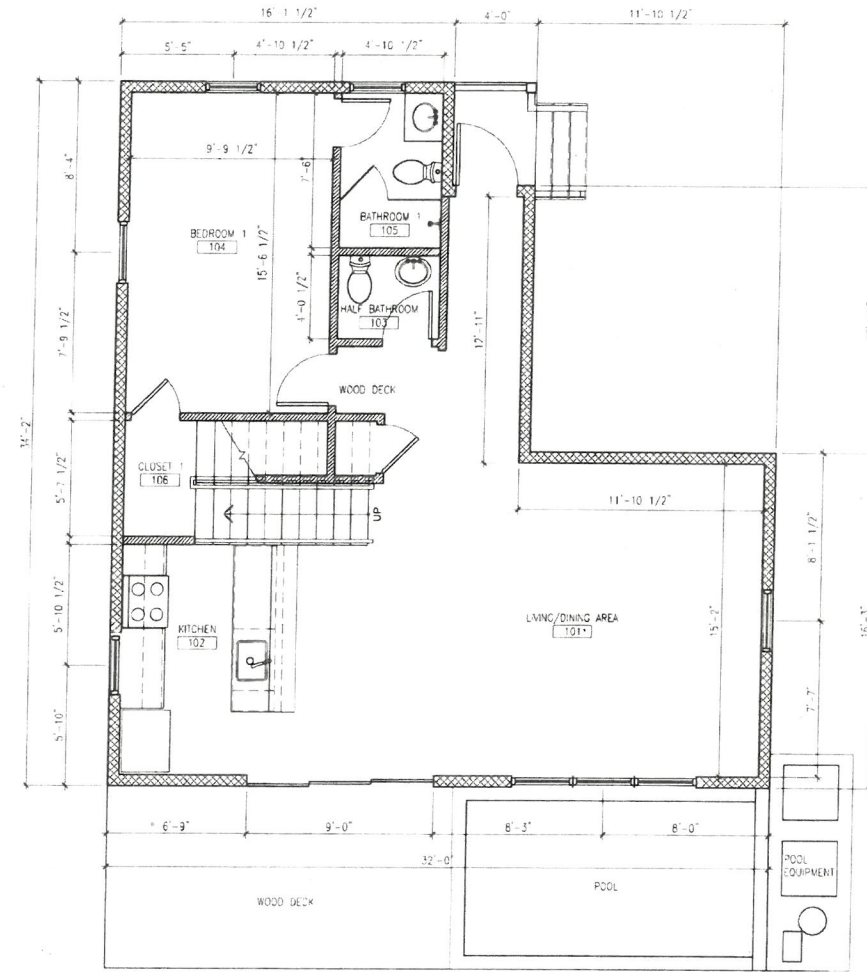 16'-1 1/2"
4'-0"
11'-10 1/2"
5'-5"
4'-10 1/2"
4'-10 1/2"
9'-9 1/2"
8'-4"
7'-6"
BEDROOM 1
104
BATHROOM 1
105
15'-6 1/2"
4'-0 1/2"
HALF BATHROOM
103
12'-11"
7'-9 1/2"
WOOD DECK
34'-2"
CLOSET 1
106
5'-7 1/2"
UP
11'-10 1/2"
8'-1 1/2"
5'-10 1/2"
KITCHEN
102
LIVING/DINING AREA
101
15'-2"
16'-3"
7'-7"
5'-10"
6'-9"
9'-0"
8'-3"
8'-0"
32'-0"
POOL
EQUIPMENT
POOL
WOOD DECK